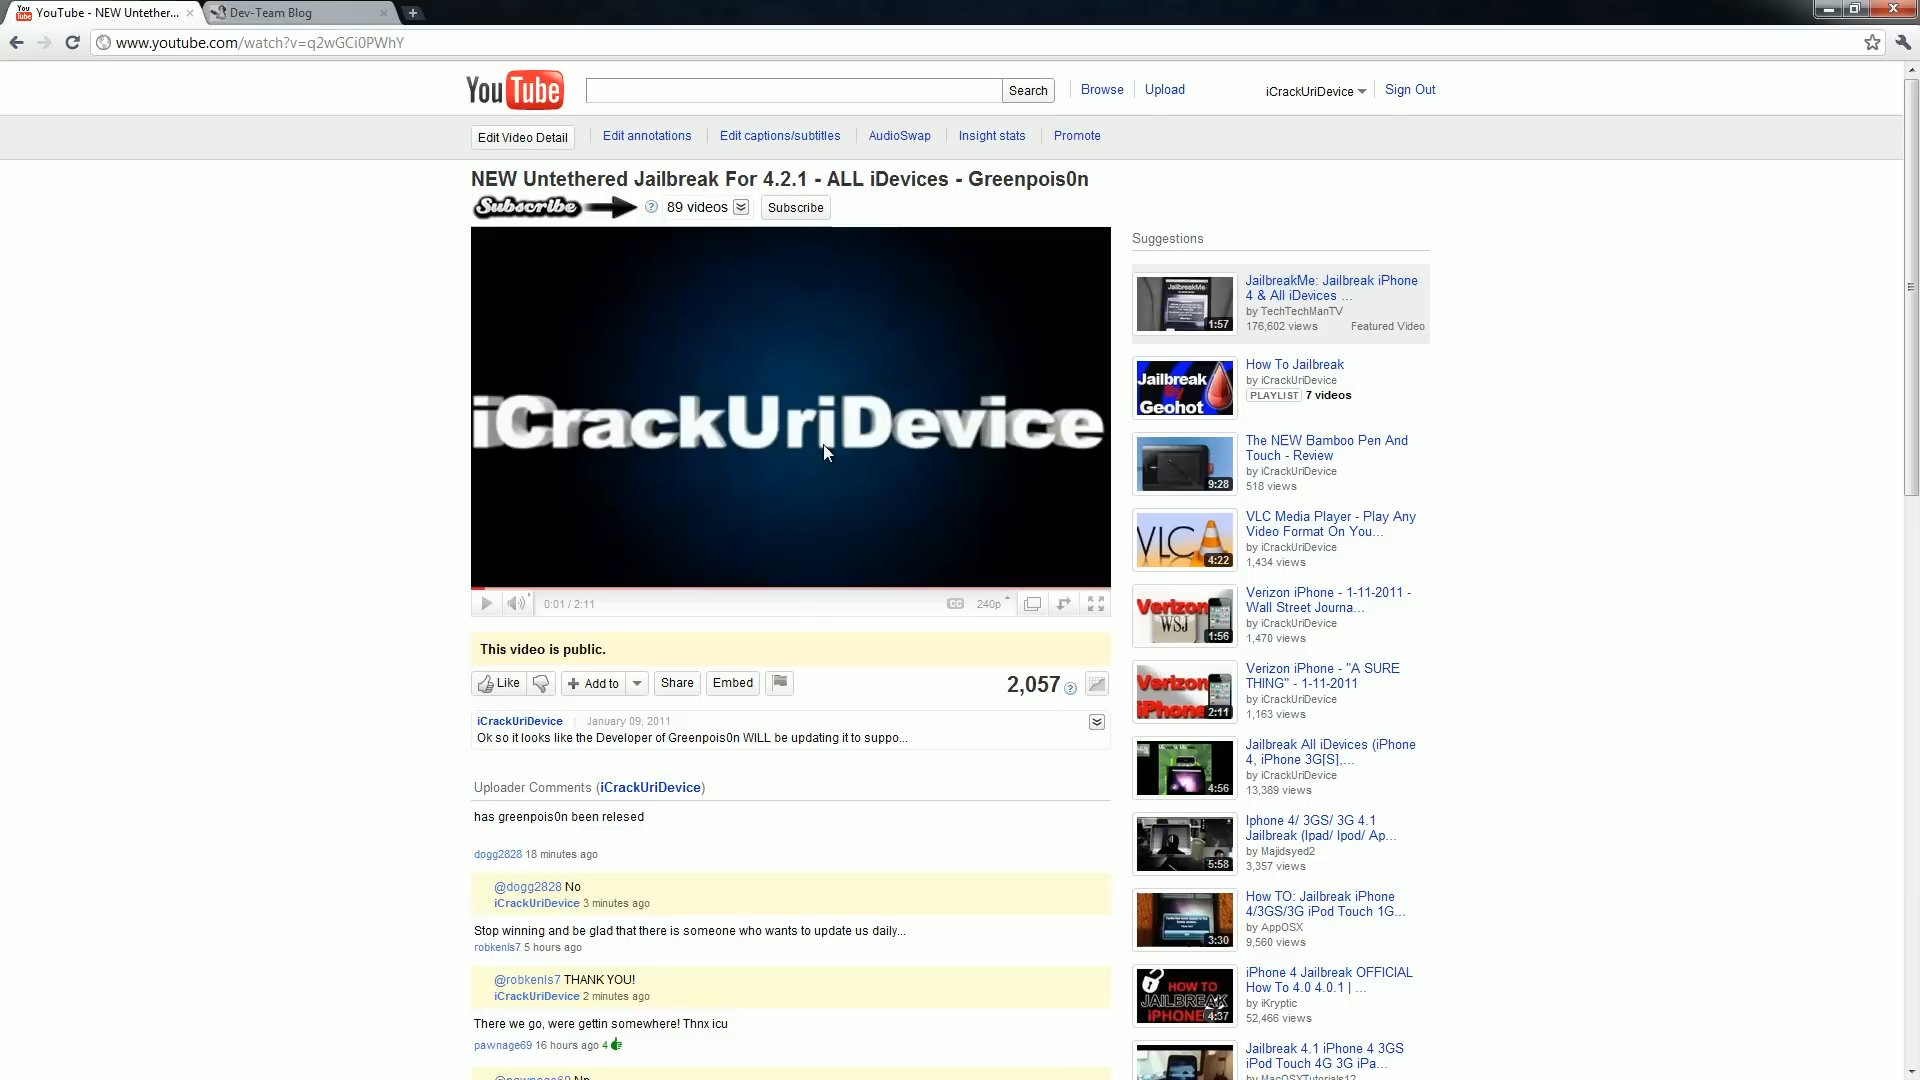 YouTube - NEW Untether...
Dev-Team Blog
www.youtube.com/watch?v=q2wGCi0PWhY
YouTube
Search
Browse
Upload
iCrackUriDevice
Sign Out
Edit Video Detail
Edit annotations
Edit captions/subtitles
AudioSwap
Insight stats
Promote
NEW Untethered Jailbreak For 4.2.1 - ALL iDevices - Greenpois0n
Subscribe
89 videos
Subscribe
iCrackUriDevice
0:01 / 2:11
CC
240p
This video is public.
Like
Add to
Share
Embed
2,057
iCrackUriDevice
January 09, 2011
Ok so it looks like the Developer of Greenpois0n WILL be updating it to suppo...
Uploader Comments (iCrackUriDevice)
has greenpois0n been relesed
dogg2828 18 minutes ago
@dogg2828 No
iCrackUriDevice 3 minutes ago
Stop winning and be glad that there is someone who wants to update us daily...
robkenls7 5 hours ago
@robkenls7 THANK YOU!
iCrackUriDevice 2 minutes ago
There we go, were gettin somewhere! Thnx icu
pawnage69 16 hours ago 4
@pawnage69 No
Suggestions
JailbreakMe
1:57
JailbreakMe: Jailbreak iPhone
4 & All iDevices ...
by TechTechManTV
176,602 views
Featured Video
Jailbreak
By
Geohot
How To Jailbreak
by iCrackUriDevice
PLAYLIST 7 videos
9:28
The NEW Bamboo Pen And
Touch - Review
by iCrackUriDevice
518 views
VLC
4:22
VLC Media Player - Play Any
Video Format On You...
by iCrackUriDevice
1,434 views
Verizon
WSJ
1:56
Verizon iPhone - 1-11-2011 -
Wall Street Journa...
by iCrackUriDevice
1,470 views
Verizon
iPhone
2:11
Verizon iPhone - "A SURE
THING" - 1-11-2011
by iCrackUriDevice
1,163 views
4:56
Jailbreak All iDevices (iPhone
4, iPhone 3G[S],...
by iCrackUriDevice
13,389 views
5:58
Iphone 4/ 3GS/ 3G 4.1
Jailbreak (Ipad/ Ipod/ Ap...
by Majidsyed2
3,357 views
3:30
How TO: Jailbreak iPhone
4/3GS/3G iPod Touch 1G...
by AppOSX
9,560 views
HOW TO
JAILBREAK
IPHONE
4:37
iPhone 4 Jailbreak OFFICIAL
How To 4.0 4.0.1 | ...
by iKryptic
52,466 views
Jailbreak 4.1 iPhone 4 3GS
iPod Touch 4G 3G iPa...
by MacOSXTutorials12